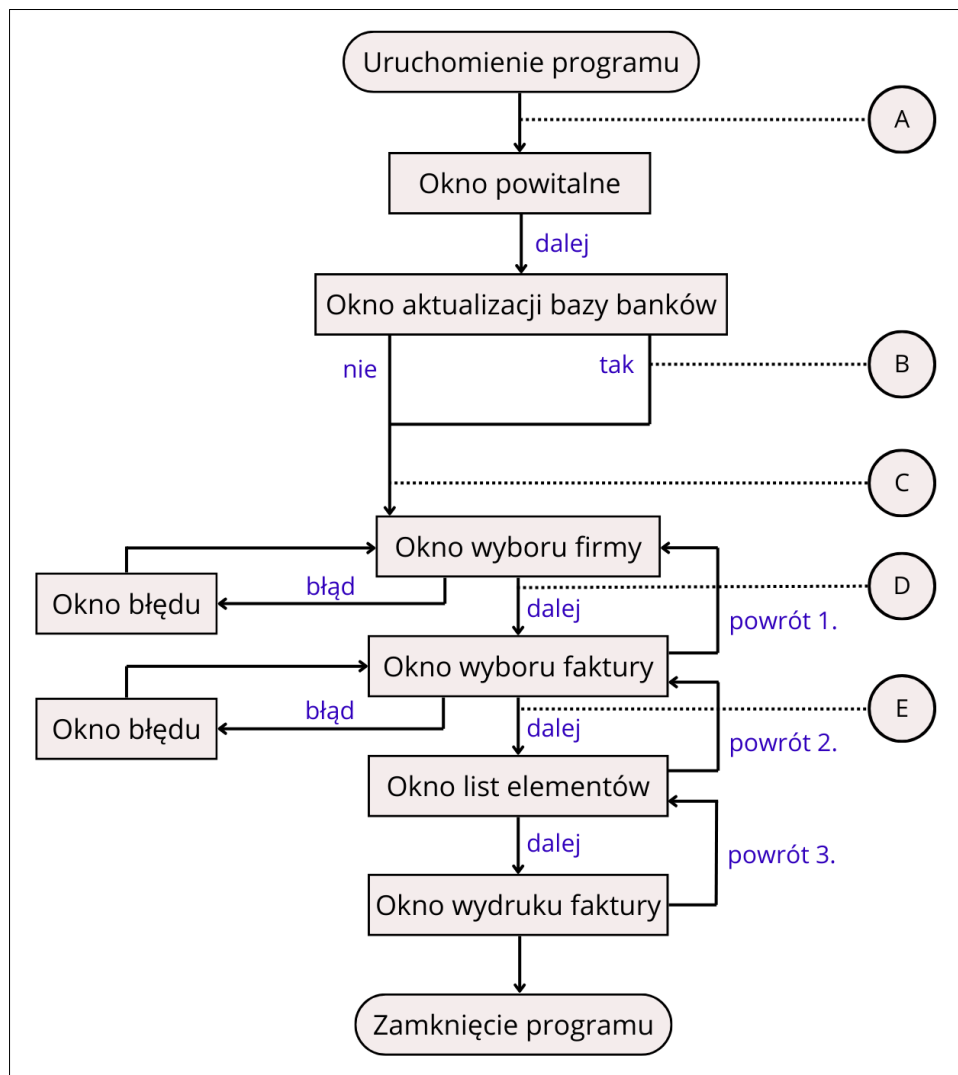 Uruchomienie programu
A
Okno powitalne
dalej
Okno aktualizacji bazy banków
nie
tak
B
C
Okno wyboru firmy
błąd
Okno błędu
dalej
D
powrót 1.
Okno wyboru faktury
błąd
Okno błędu
dalej
E
powrót 2.
Okno list elementów
dalej
powrót 3.
Okno wydruku faktury
Zamknięcie programu